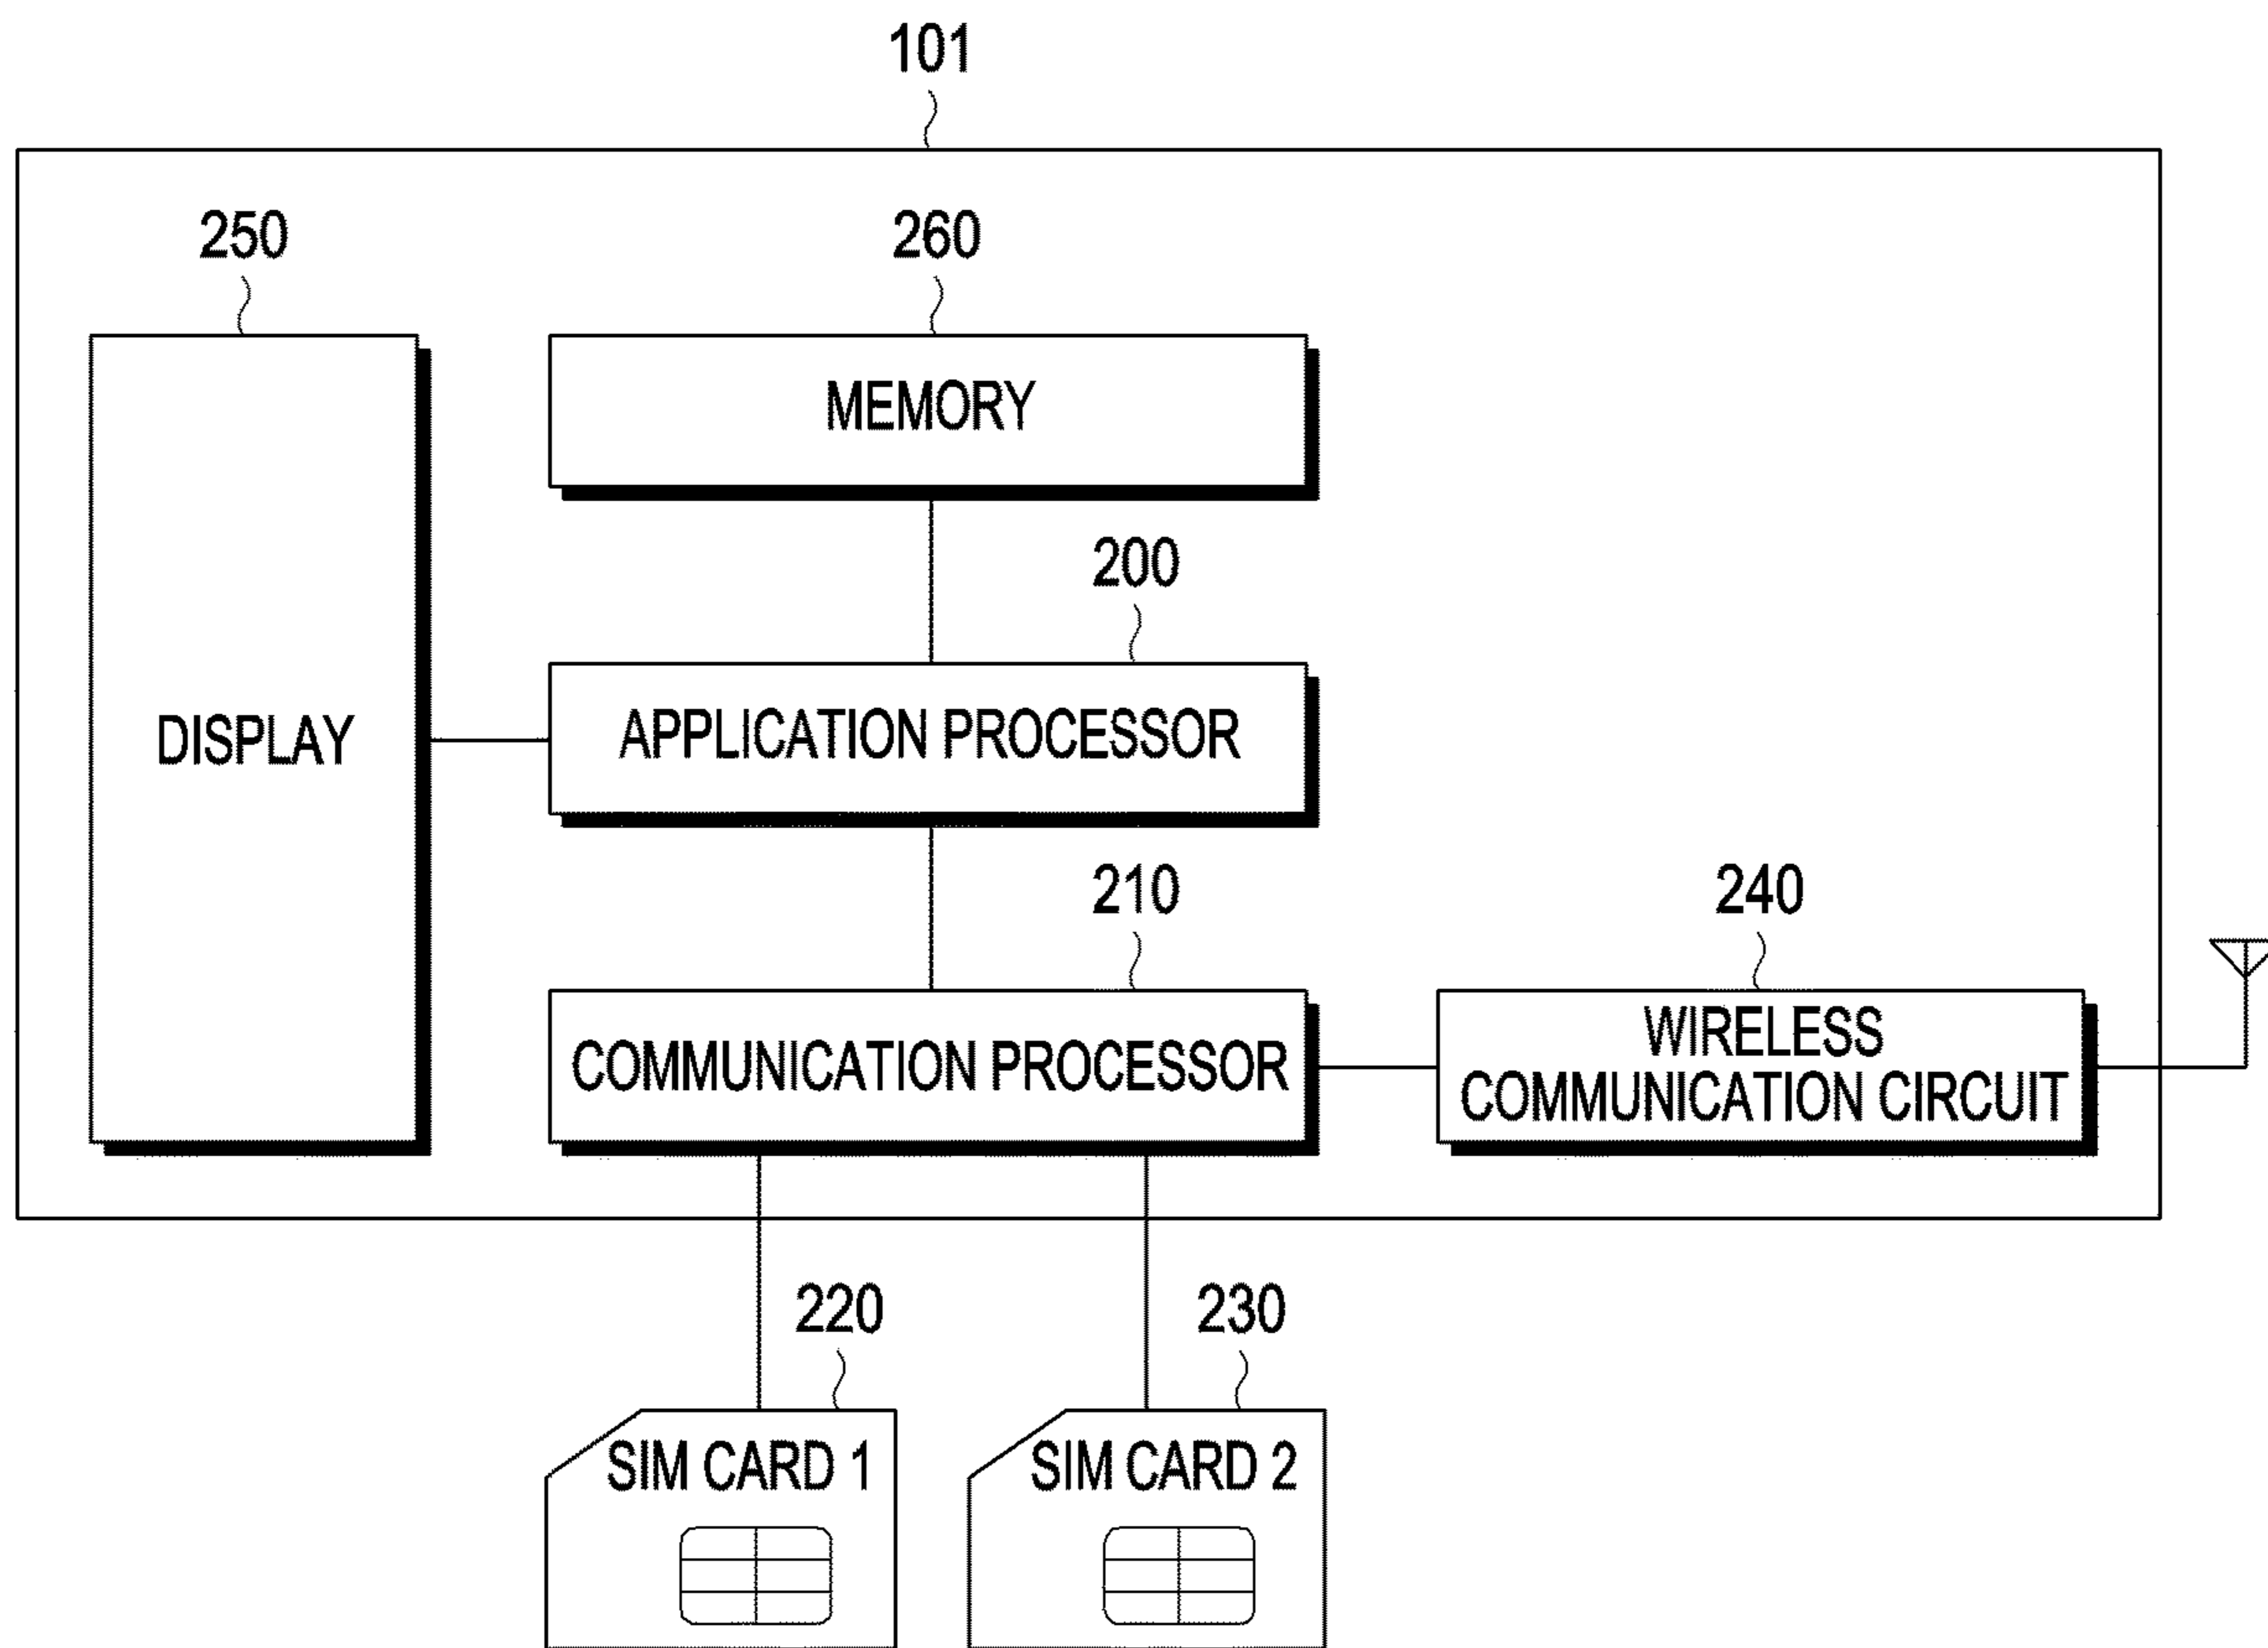 101
250
260
MEMORY
200
DISPLAY
APPLICATION PROCESSOR
210
240
COMMUNICATION PROCESSOR
WIRELESS
COMMUNICATION CIRCUIT
220
230
SIM CARD 1
SIM CARD 2